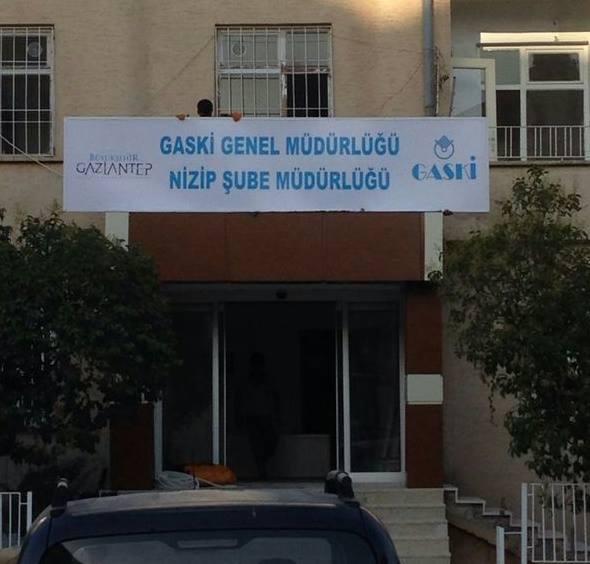 GASKİ GENEL MÜDÜRLÜĞÜ
NİZİP ŞUBE MÜDÜRLÜĞÜ
BÜYÜKŞEHİR
GAZİANTEP
GASKİ